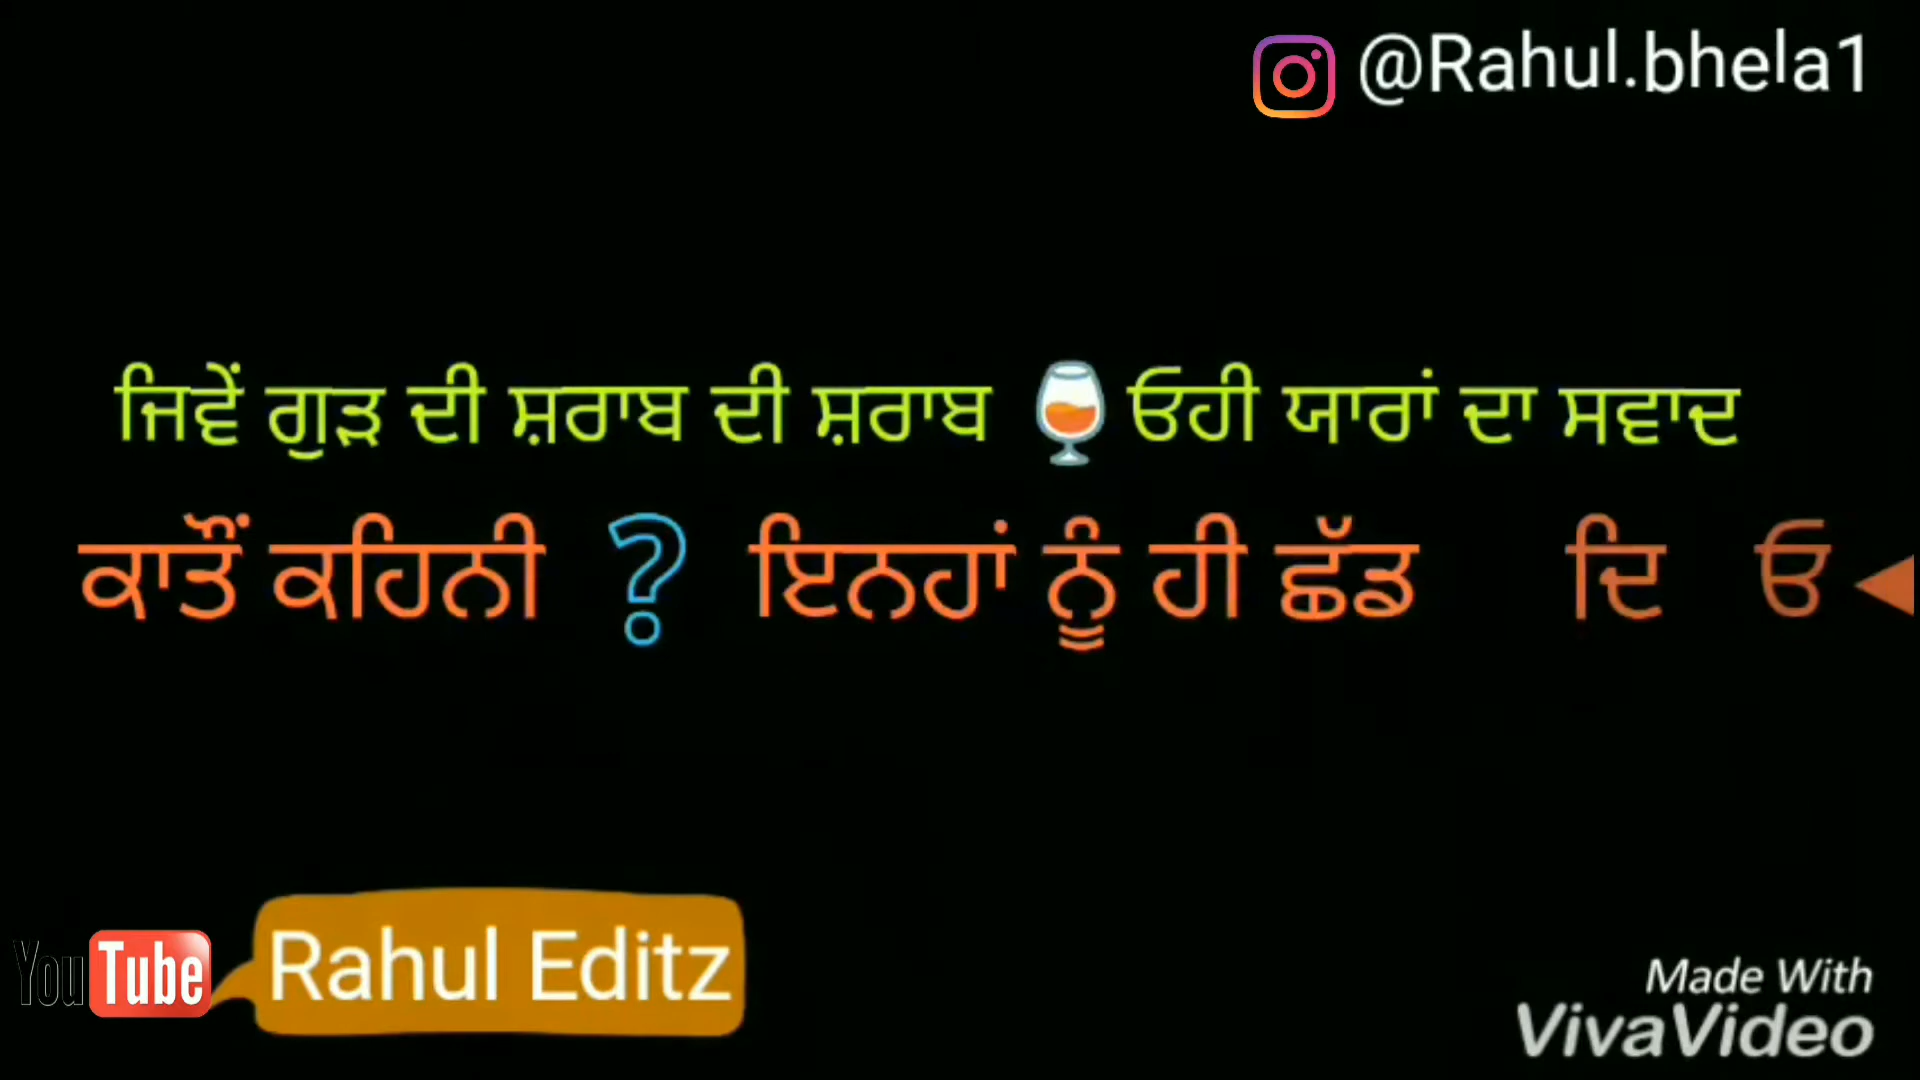 @Rahul.bhela1
ਜਿਵੇਂ ਗੁੜ ਦੀ ਸ਼ਰਾਬ ਦੀ ਸ਼ਰਾਬ 🍷ਓਹੀ ਯਾਰਾਂ ਦਾ ਸਵਾਦ
ਕਾਤੋਂ ਕਹਿਨੀ ❔ ਇਨਹਾਂ ਨੂੰ ਹੀ ਛੱਡ ਦਿ ਓ
YouTube Rahul Editz
Made With
VivaVideo